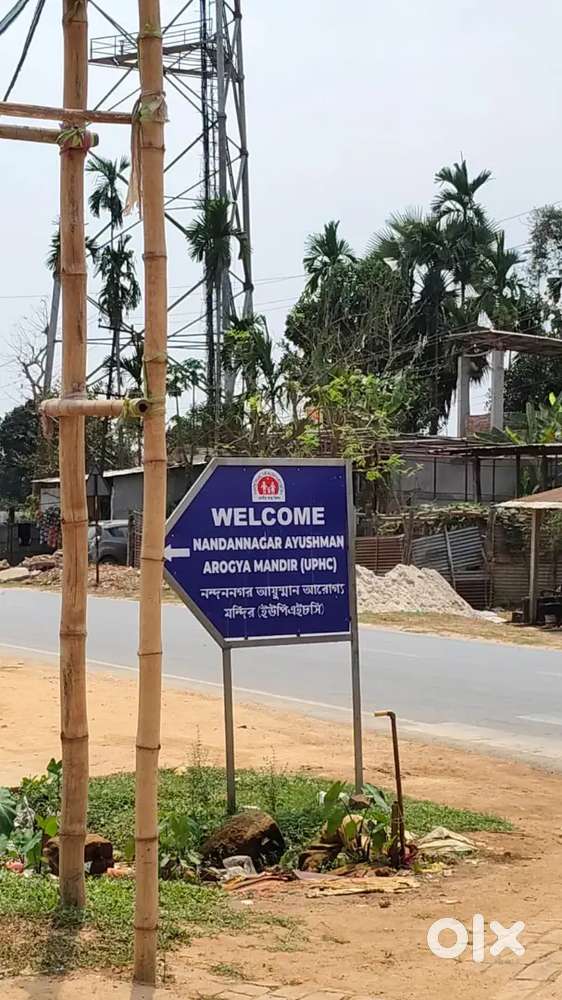 WELCOME
NANDANNAGAR AYUSHMAN
AROGYA MANDIR (UPHC)
নন্দননগর আয়ুষ্মান আরোগ্য
মন্দির (ইউপিএইচসি)
olx